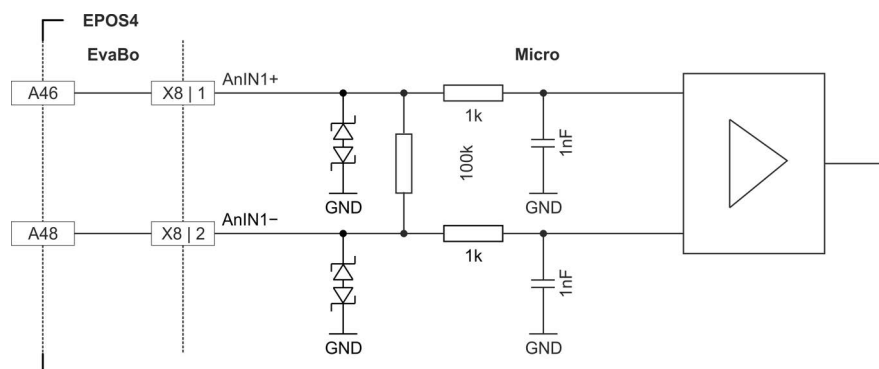 EPOS4
EvaBo
Micro
A46
X8 | 1
AnIN1+
1k
100k
1nF
GND
GND
A48
X8 | 2
AnIN1−
1k
1nF
GND
GND